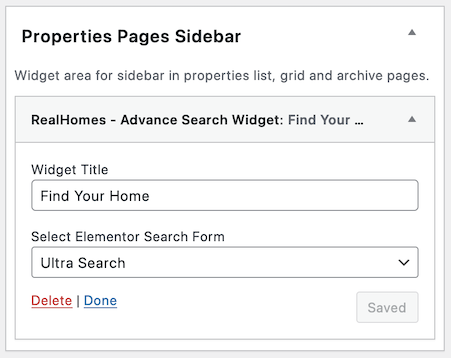 Properties Pages Sidebar
Widget area for sidebar in properties list, grid and archive pages.
RealHomes - Advance Search Widget: Find Your ...
Widget Title
Find Your Home
Select Elementor Search Form
Ultra Search
Delete | Done
Saved